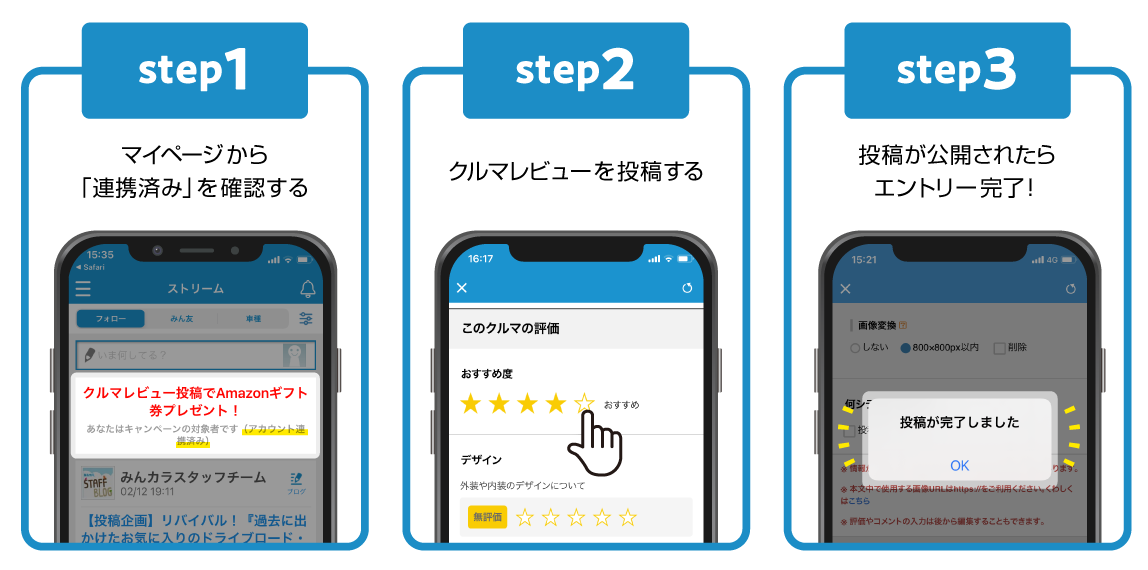 step1
マイページから
「連携済み」を確認する
15:35
◀ Safari
ストリーム
フォロー
みん友
車種
いま何してる？
クルマレビュー投稿でAmazonギフト
券プレゼント！
あなたはキャンペーンの対象者です（アカウント連
携済み）
STAFF
BLOG
みんカラスタッフチーム
02/12 19:11
ブログ
【投稿企画】リバイバル！『過去に出
かけたお気に入りのドライブロード・
step2
クルマレビューを投稿する
16:17
このクルマの評価
おすすめ度
おすすめ
デザイン
外装や内装のデザインについて
無評価
step3
投稿が公開されたら
エントリー完了！
15:21
4G
画像変換
しない
800×800px以内
削除
何シ
投
投稿が完了しました
OK
※ 情報
ります。
※ 本文中で使用する画像URLはhttps://をご利用ください。くわしく
はこちら
※ 評価やコメントの入力は後から編集することもできます。